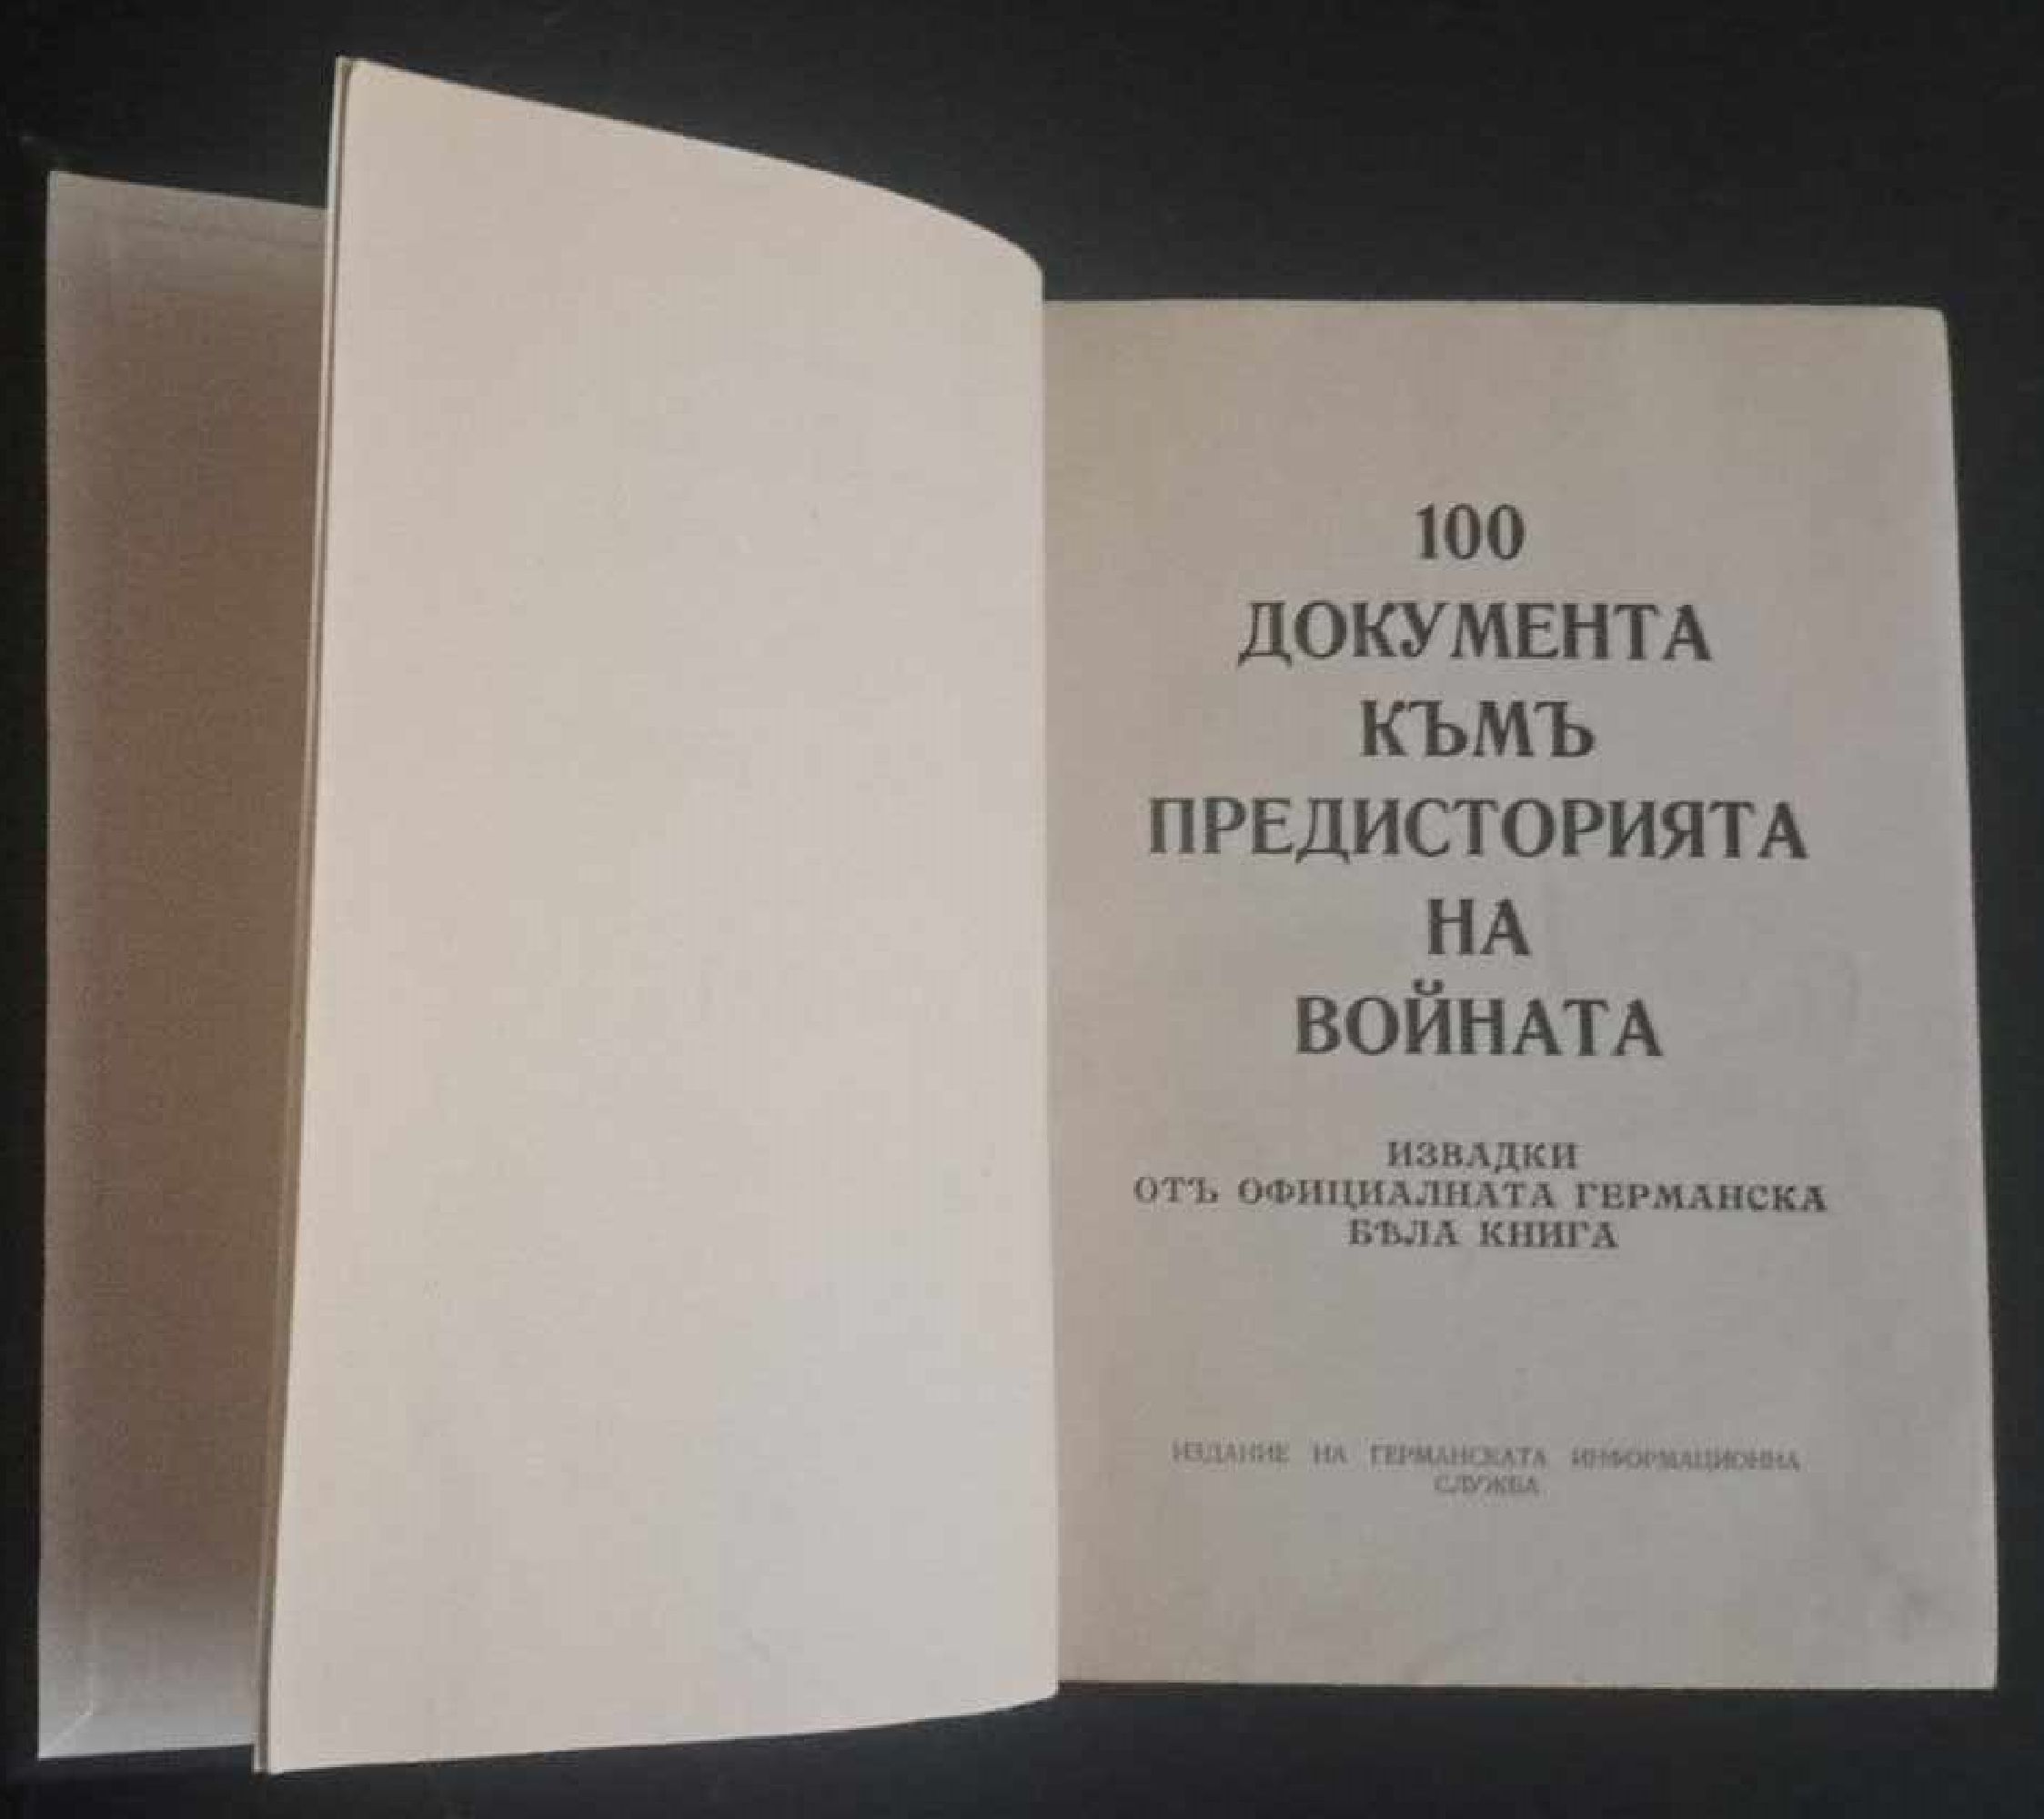 100
ДОКУМЕНТА
КЪМЪ
ПРЕДИСТОРИЯТА
НА
ВОЙНАТА
ИЗВАДКИ
ОТЪ ОФИЦИАЛНАТА ГЕРМАНСКА
БѢЛА КНИГА
ИЗДАНИЕ НА ГЕРМАНСКАТА ИНФОРМАЦИОННА
СЛУЖБА